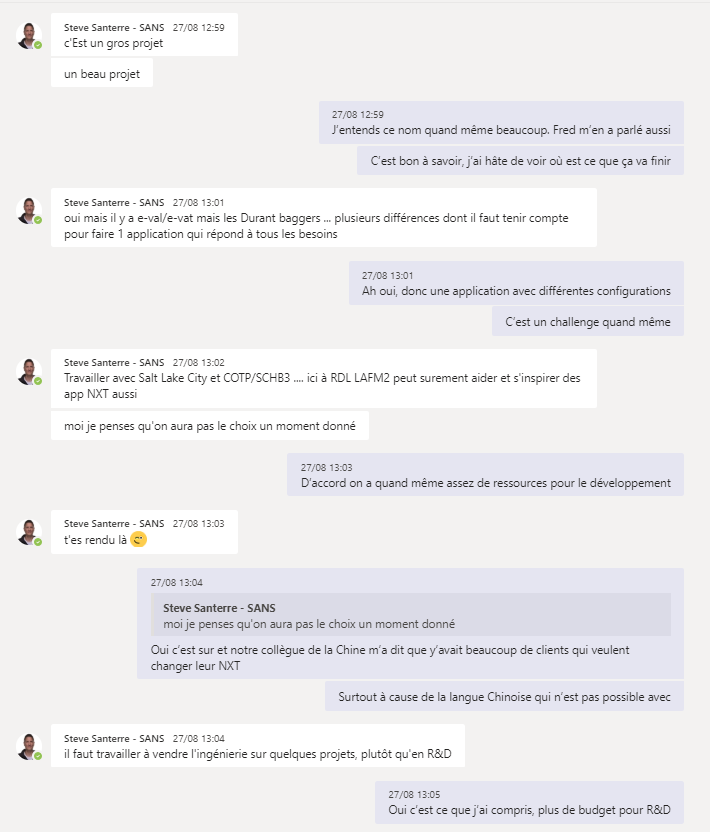 Steve Santerre - SANS 27/08 12:59
c'Est un gros projet
un beau projet
27/08 12:59
J'entends ce nom quand même beaucoup. Fred m'en a parlé aussi
C'est bon à savoir, j'ai hâte de voir où est ce que ça va finir
Steve Santerre - SANS 27/08 13:01
oui mais il y a e-val/e-vat mais les Durant baggers ... plusieurs différences dont il faut tenir compte
pour faire 1 application qui répond à tous les besoins
27/08 13:01
Ah oui, donc une application avec différentes configurations
C'est un challenge quand même
Steve Santerre - SANS 27/08 13:02
Travailler avec Salt Lake City et COTP/SCHB3 .... ici à RDL LAFM2 peut surement aider et s'inspirer des
app NXT aussi
moi je penses qu'on aura pas le choix un moment donné
27/08 13:03
D'accord on a quand même assez de ressources pour le développement
Steve Santerre - SANS 27/08 13:03
t'es rendu là
27/08 13:04
Steve Santerre - SANS
moi je penses qu'on aura pas le choix un moment donné
Oui c'est sur et notre collègue de la Chine m'a dit que y'avait beaucoup de clients qui veulent
changer leur NXT
Surtout à cause de la langue Chinoise qui n'est pas possible avec
Steve Santerre - SANS 27/08 13:04
il faut travailler à vendre l'ingénierie sur quelques projets, plutôt qu'en R&D
27/08 13:05
Oui c'est ce que j'ai compris, plus de budget pour R&D